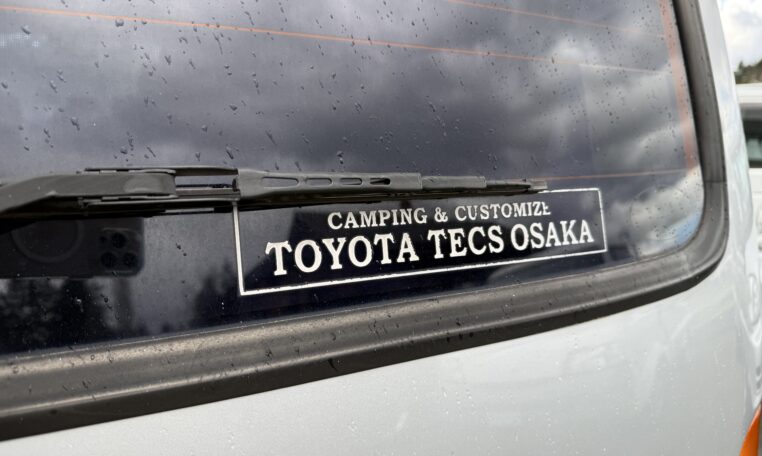 CAMPING & CUSTOMIZE
TOYOTA TECS OSAKA